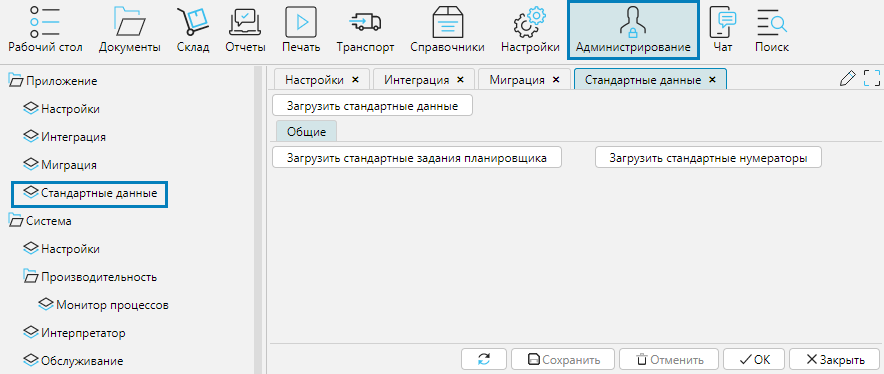 Рабочий стол Документы Склад Отчеты Печать Транспорт Справочники Настройки Администрирование Чат Поиск
Приложение
Настройки
Интеграция
Миграция
Стандартные данные
Система
Настройки
Производительность
Монитор процессов
Интерпретатор
Обслуживание
Настройки × Интеграция × Миграция × Стандартные данные ×
Загрузить стандартные данные
Общие
Загрузить стандартные задания планировщика Загрузить стандартные нумераторы
Сохранить Отменить OK Закрыть